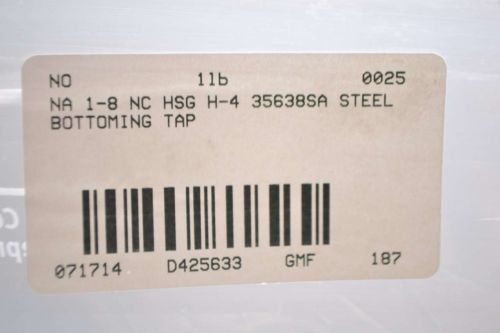 NO 11b 0025
NA 1-8 NC HSG H-4 35638SA STEEL
BOTTOMING TAP
071714 D425633 GMF 187